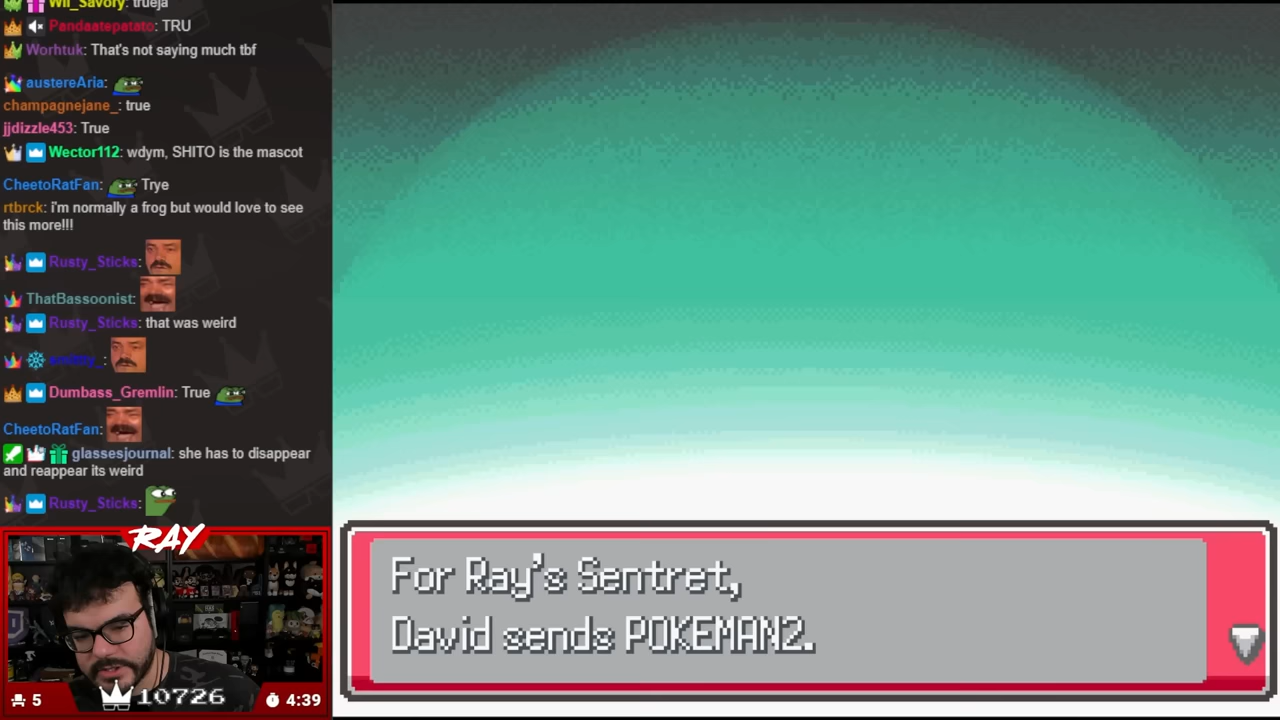 Wil_Savory: trueja
Pandaatepatato: TRU
Worhtuk: That's not saying much tbf
austereAria:
champagnejane_: true
jjdizzle453: True
Wector112: wdym, SHITO is the mascot
CheetoRatFan: Trye
rtbrck: i'm normally a frog but would love to see
this more!!!
Rusty_Sticks:
ThatBassoonist:
Rusty_Sticks: that was weird
Dumbass_Gremlin: True
CheetoRatFan:
glassesjournal: she has to disappear
and reappear its weird
Rusty_Sticks:
RAY
5
10726
4:39
For Ray's Sentret,
David sends POKEMAN2.